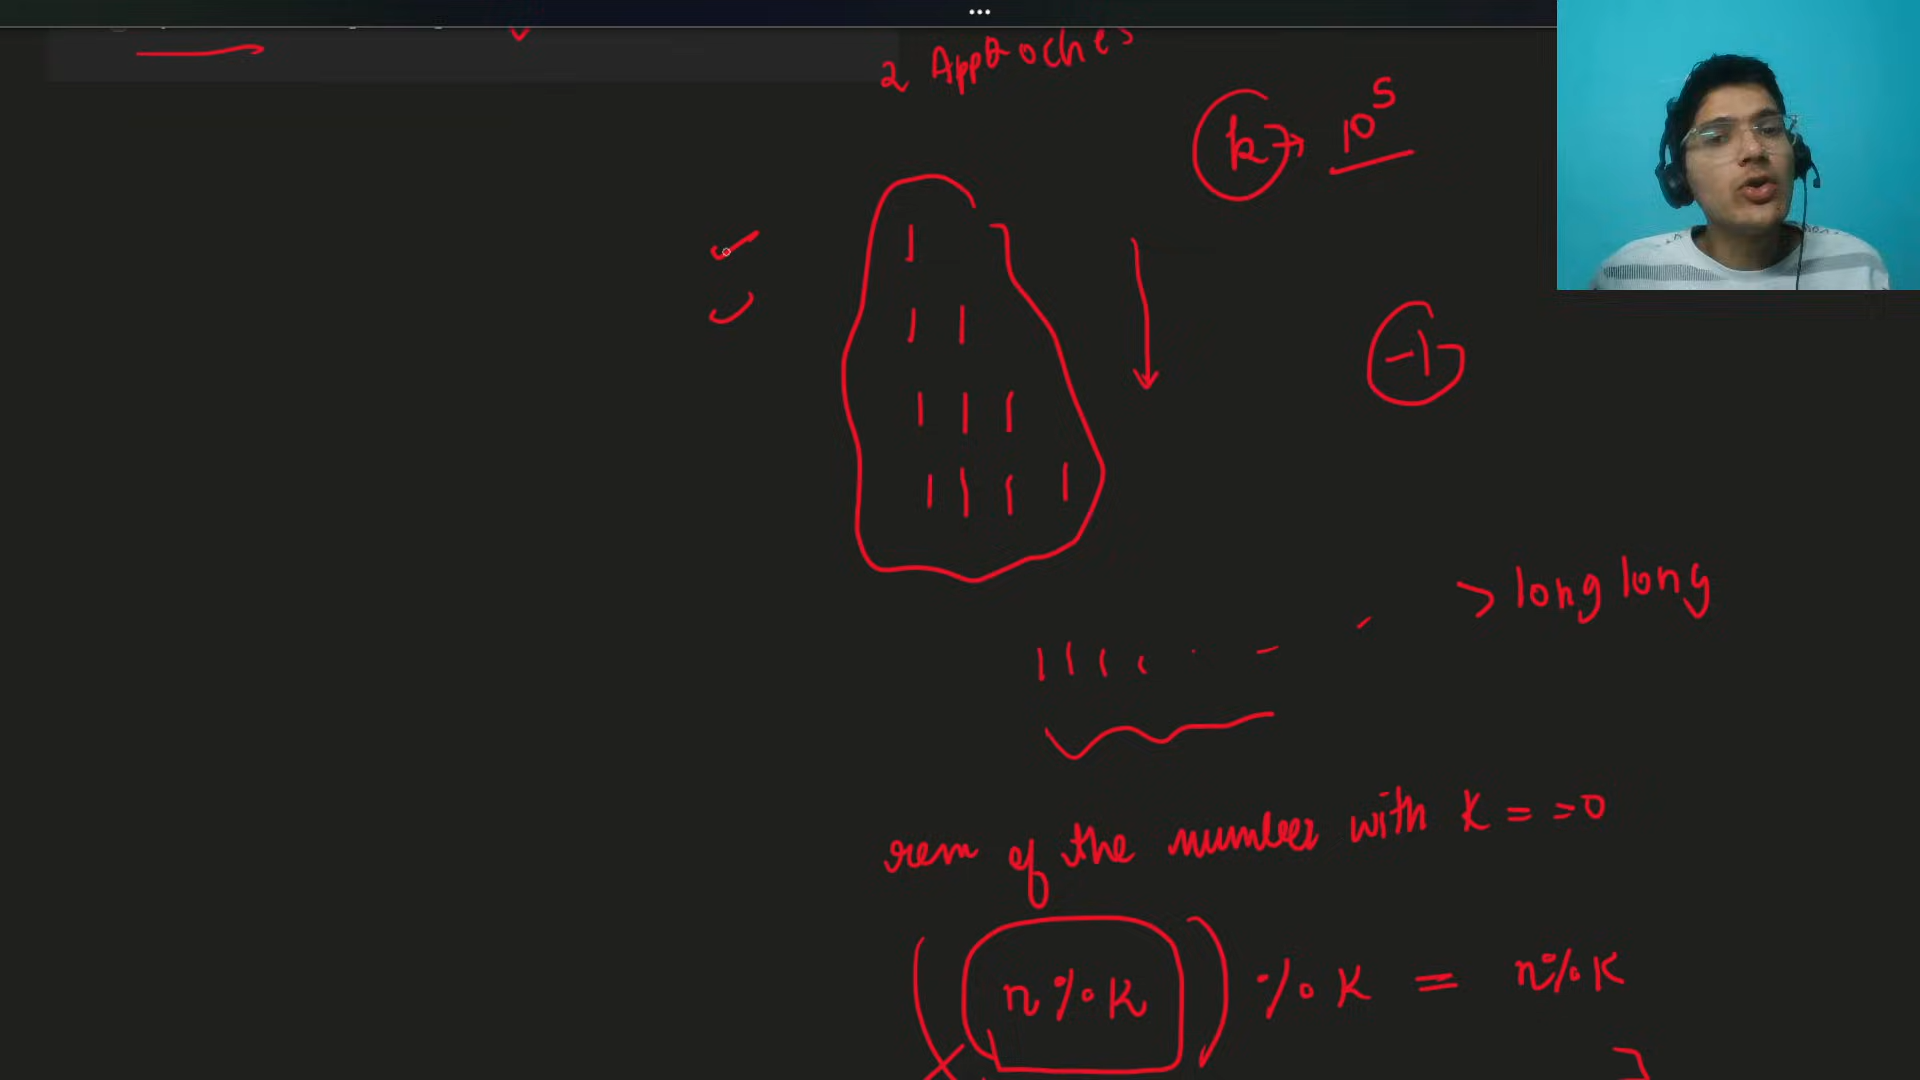 ...
2 Approches
k → 10^5
1
1 1
-1
1 1 1
1 1 1 1
> long long
1 1 1
rem of the number with K = =0
(n%K) %K = n%K